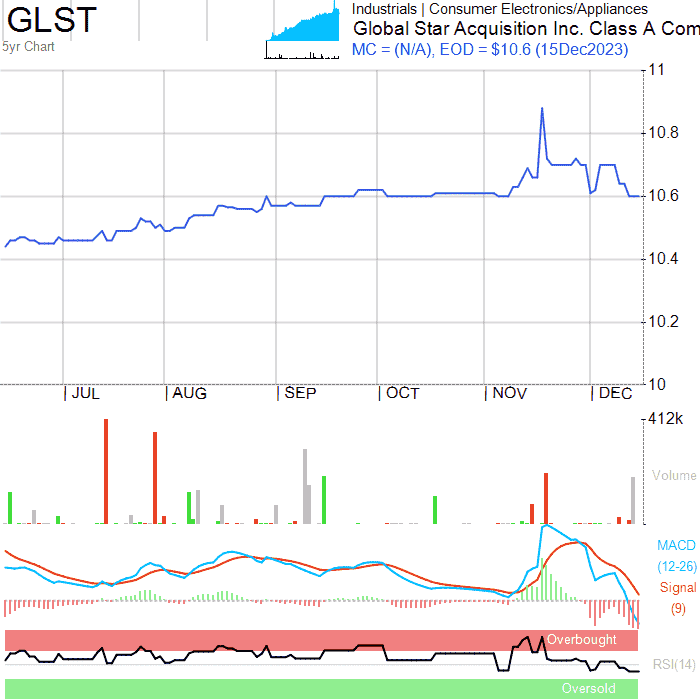 GLST
5yr Chart
Industrials | Consumer Electronics/Appliances
Global Star Acquisition Inc. Class A Com
MC = (N/A), EOD = $10.6 (15Dec2023)
11
10.8
10.6
10.4
10.2
10
JUL AUG SEP OCT NOV DEC
412k
Volume
MACD
(12-26)
Signal
(9)
Overbought
RSI(14)
Oversold